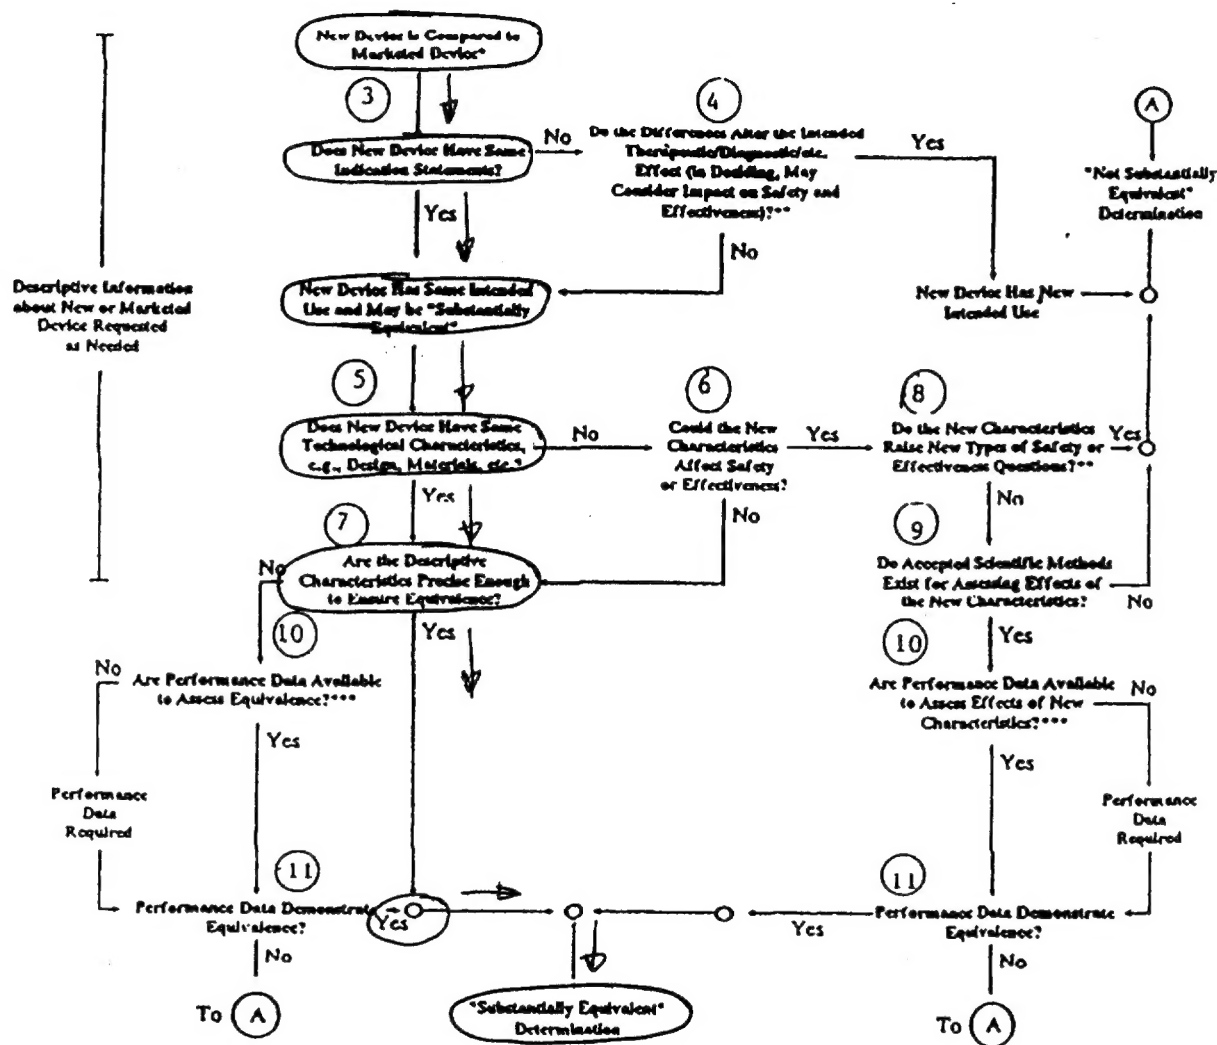 New Device is Compared to
Marketed Device*
3
4
A
Does New Device Have Same
Indication Statements?
No
Do the Differences Alter the Intended
Therapeutic/Diagnostic/etc.
Effect (in Deciding, May
Consider Impact on Safety and
Effectiveness)?**
Yes
"Not Substantially
Equivalent"
Determination
Yes
No
Descriptive Information
about New or Marketed
Device Requested
as Needed
New Device Has Same Intended
Use and May be "Substantially
Equivalent"
New Device Has New
Intended Use
5
6
8
Does New Device Have Same
Technological Characteristics,
e.g., Design, Materials, etc.?
No
Could the New
Characteristics
Affect Safety
or Effectiveness?
Yes
Do the New Characteristics
Raise New Types of Safety or
Effectiveness Questions?**
Yes
Yes
No
No
7
9
No
Are the Descriptive
Characteristics Precise Enough
to Ensure Equivalence?
Do Accepted Scientific Methods
Exist for Assessing Effects of
the New Characteristics?
No
10
Yes
Yes
10
No
Are Performance Data Available
to Assess Equivalence?***
Are Performance Data Available
to Assess Effects of New
Characteristics?***
No
Yes
Yes
Performance
Data
Required
Performance
Data
Required
11
11
Performance Data Demonstrate
Equivalence?
Yes
Yes
Performance Data Demonstrate
Equivalence?
No
No
To A
"Substantially Equivalent"
Determination
To A